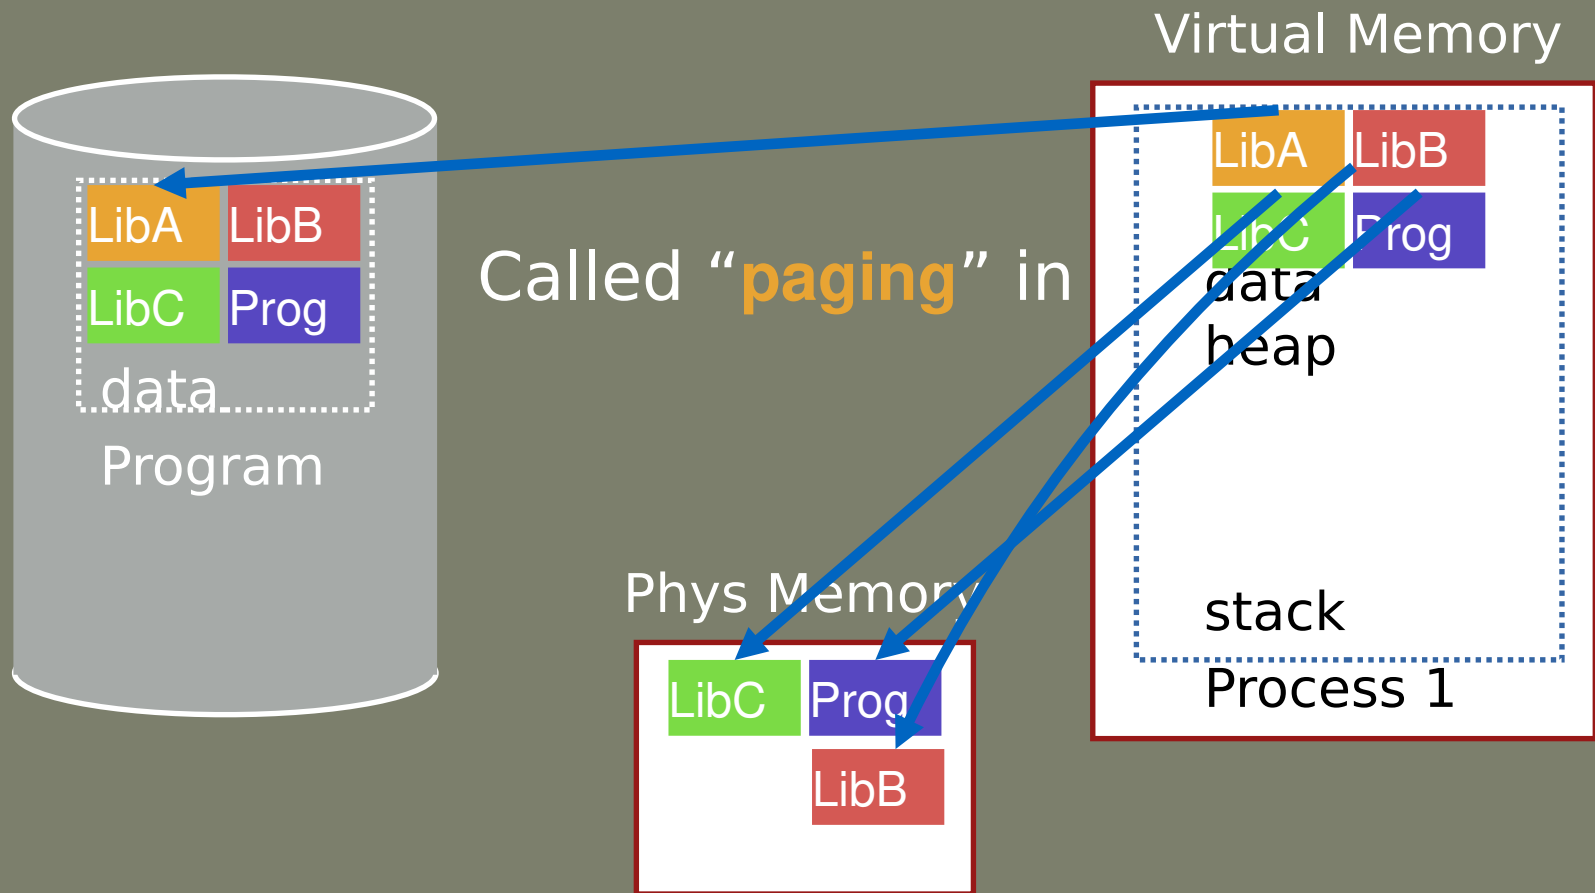 Virtual Memory
LibA LibB
LibC Prog
data
Program
Called “paging” in
LibA LibB
LibC Prog
data
heap
stack
Process 1
Phys Memory
LibC Prog
LibB